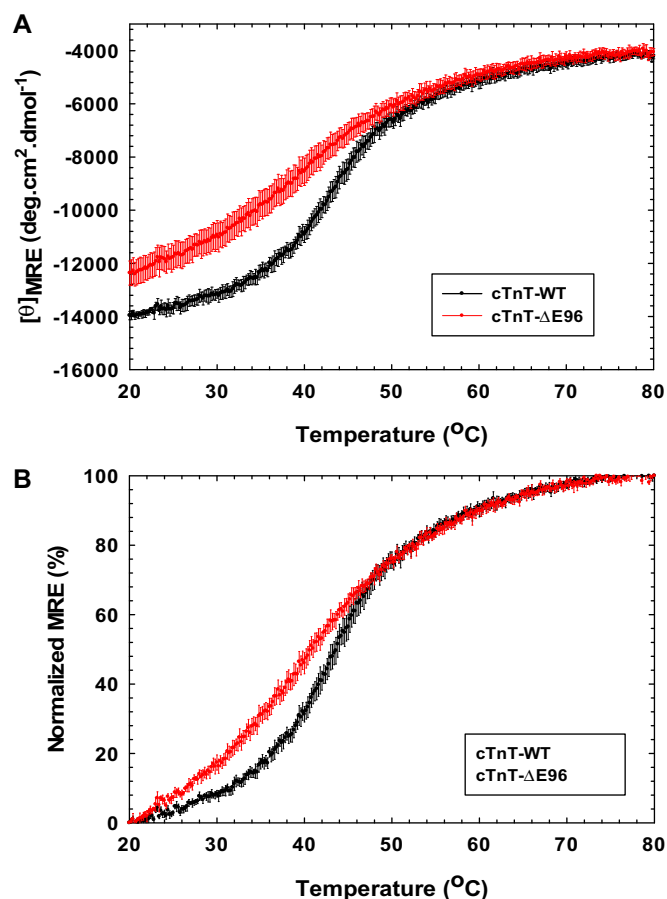 A
-4000
-6000
-8000
-10000
-12000
-14000
-16000
[θ]MRE (deg.cm².dmol⁻¹)
cTnT-WT
cTnT-ΔE96
20 30 40 50 60 70 80
Temperature (ºC)
B
100
80
60
40
20
0
Normalized MRE (%)
cTnT-WT
cTnT-ΔE96
20 30 40 50 60 70 80
Temperature (ºC)